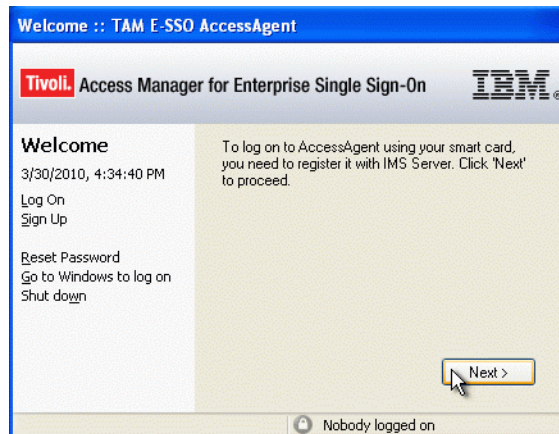 Welcome :: TAM E-SSO AccessAgent
Tivoli. Access Manager for Enterprise Single Sign-On
IBM®
Welcome
3/30/2010, 4:34:40 PM
Log On
Sign Up
Reset Password
Go to Windows to log on
Shut down
To log on to AccessAgent using your smart card,
you need to register it with IMS Server. Click 'Next'
to proceed.
Next >
Nobody logged on